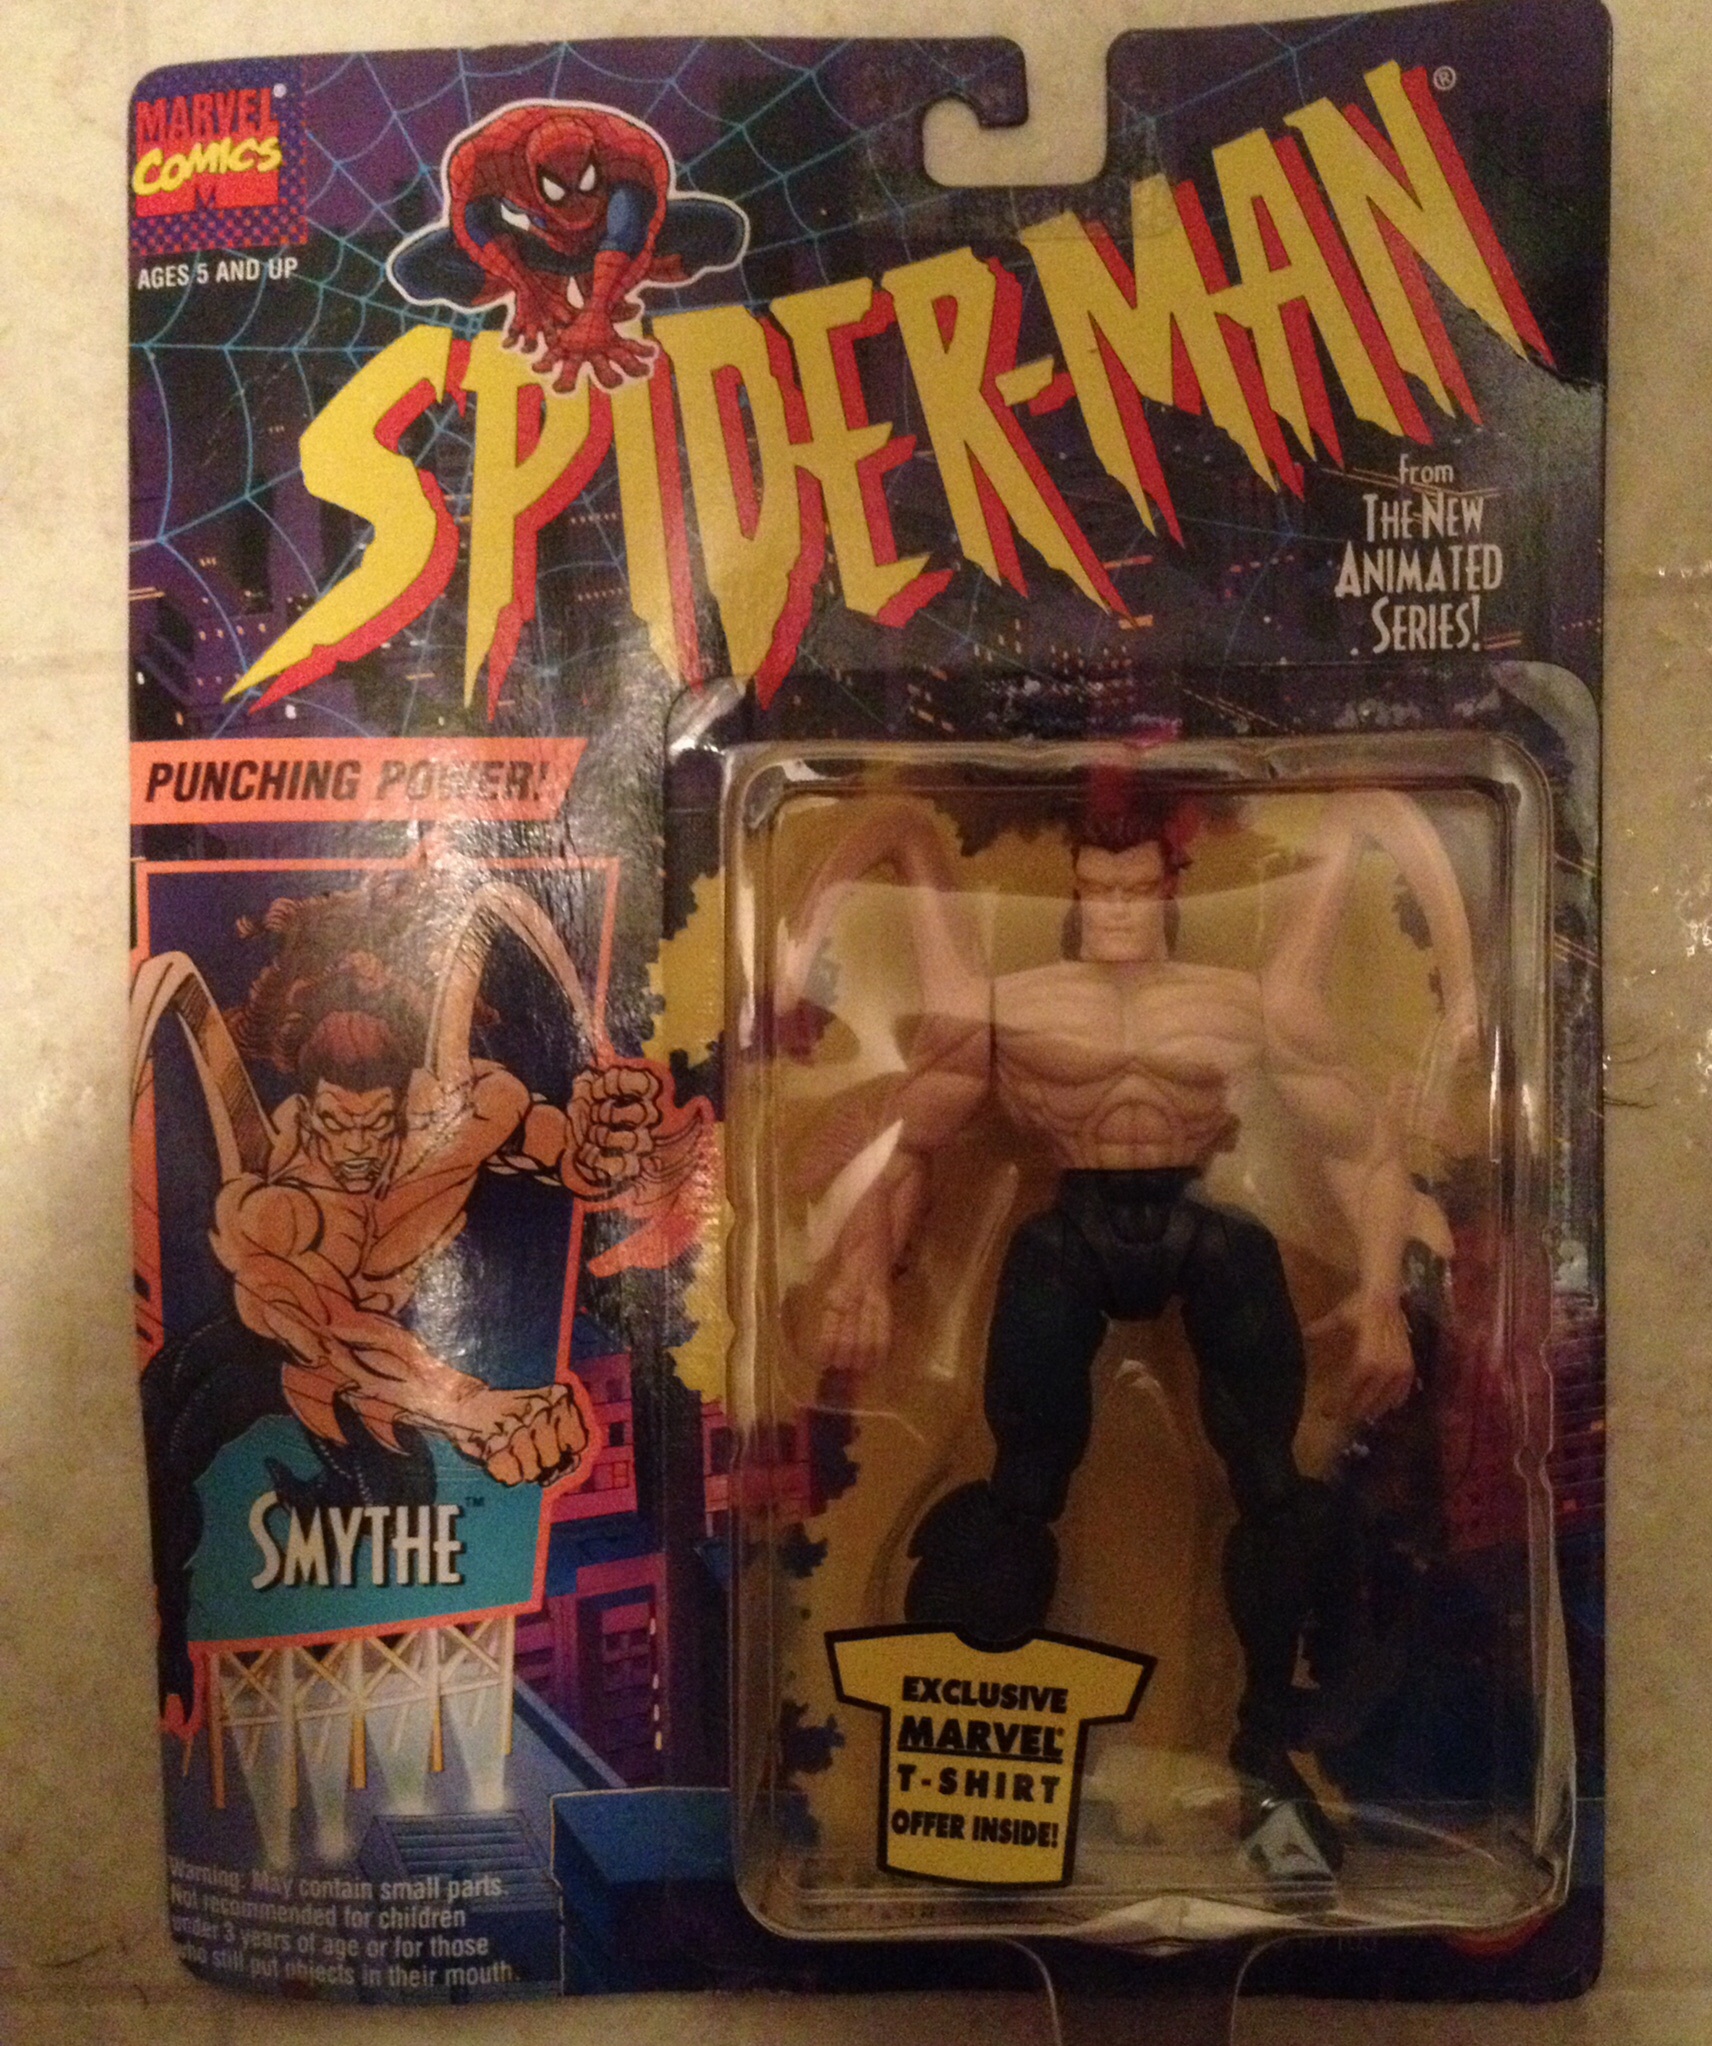 MARVEL®
COMICS
M
AGES 5 AND UP
SPIDER-MAN®
From
THE NEW
ANIMATED
SERIES!
PUNCHING POWER!
SMYTHE™
EXCLUSIVE
MARVEL®
T-SHIRT
OFFER INSIDE!
Warning: May contain small parts.
Not recommended for children
under 3 years of age or for those
who still put objects in their mouth.